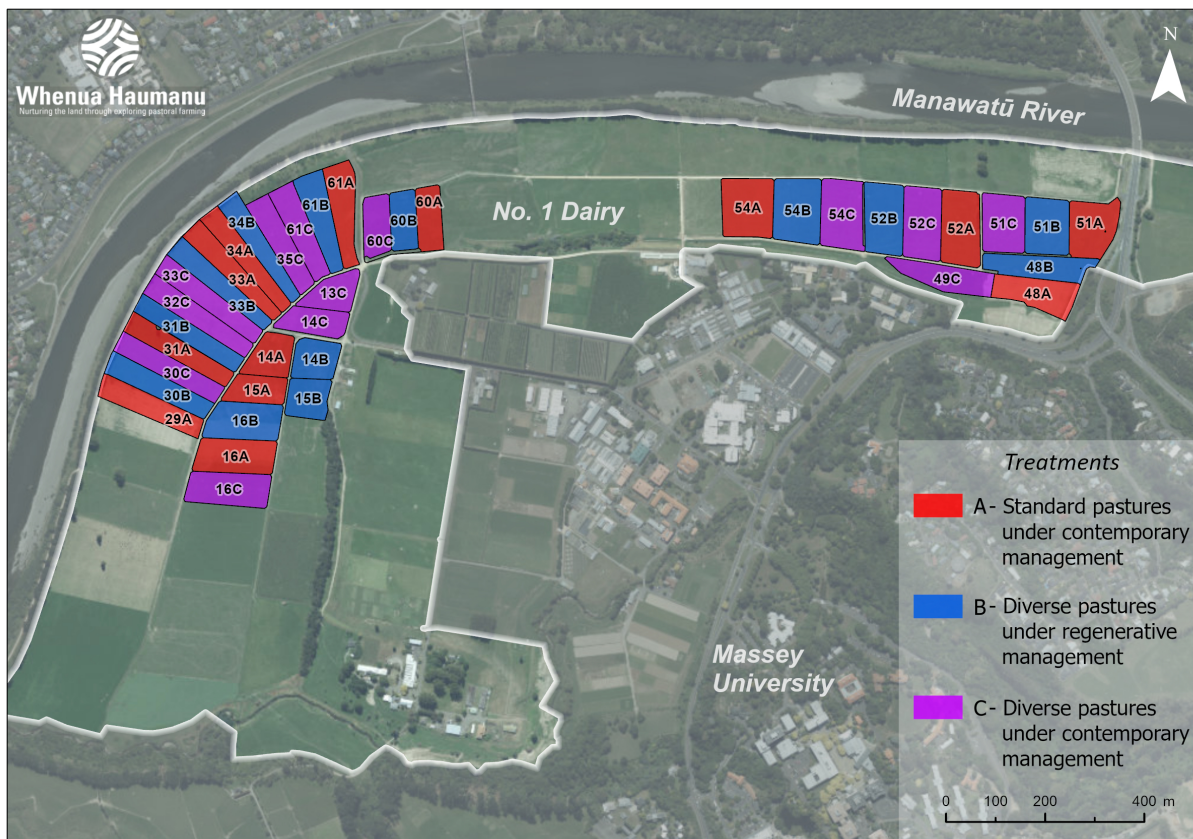 Whenua Haumanu
Nurturing the land through exploring pastoral farming
N
Manawatū River
No. 1 Dairy
61A
61B
61C
35C
34B
34A
33A
33B
33C
32C
31B
31A
30C
30B
29A
60C
60B
60A
13C
14C
14A
14B
15A
15B
16B
16A
16C
54A
54B
54C
52B
52C
52A
51C
51B
51A
49C
48B
48A
Massey
University
Treatments
A - Standard pastures
under contemporary
management
B - Diverse pastures
under regenerative
management
C - Diverse pastures
under contemporary
management
0 100 200 400 m